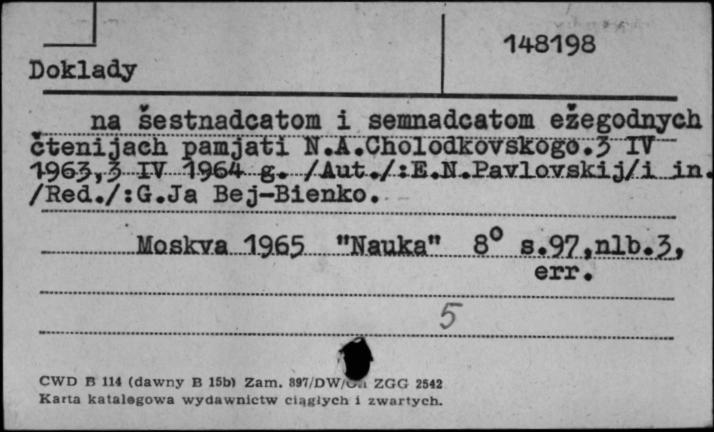 148198
Doklady
na šestnadcatom i semnadcatom ežegodnych
čtenijach pamjati N.A.Cholodkovskogo.3 IV
1963,3 IV 1964 g. /Aut./:E.N.Pavlovskij/i in.
/Red./:G.Ja Bej-Bienko.
Moskva 1965 "Nauka" 8° s.97,nlb.3,
err.
5
CWD B 114 (dawny B 15b) Zam. 897/DW/ ZGG 2542
Karta katalogowa wydawnictw ciągłych i zwartych.